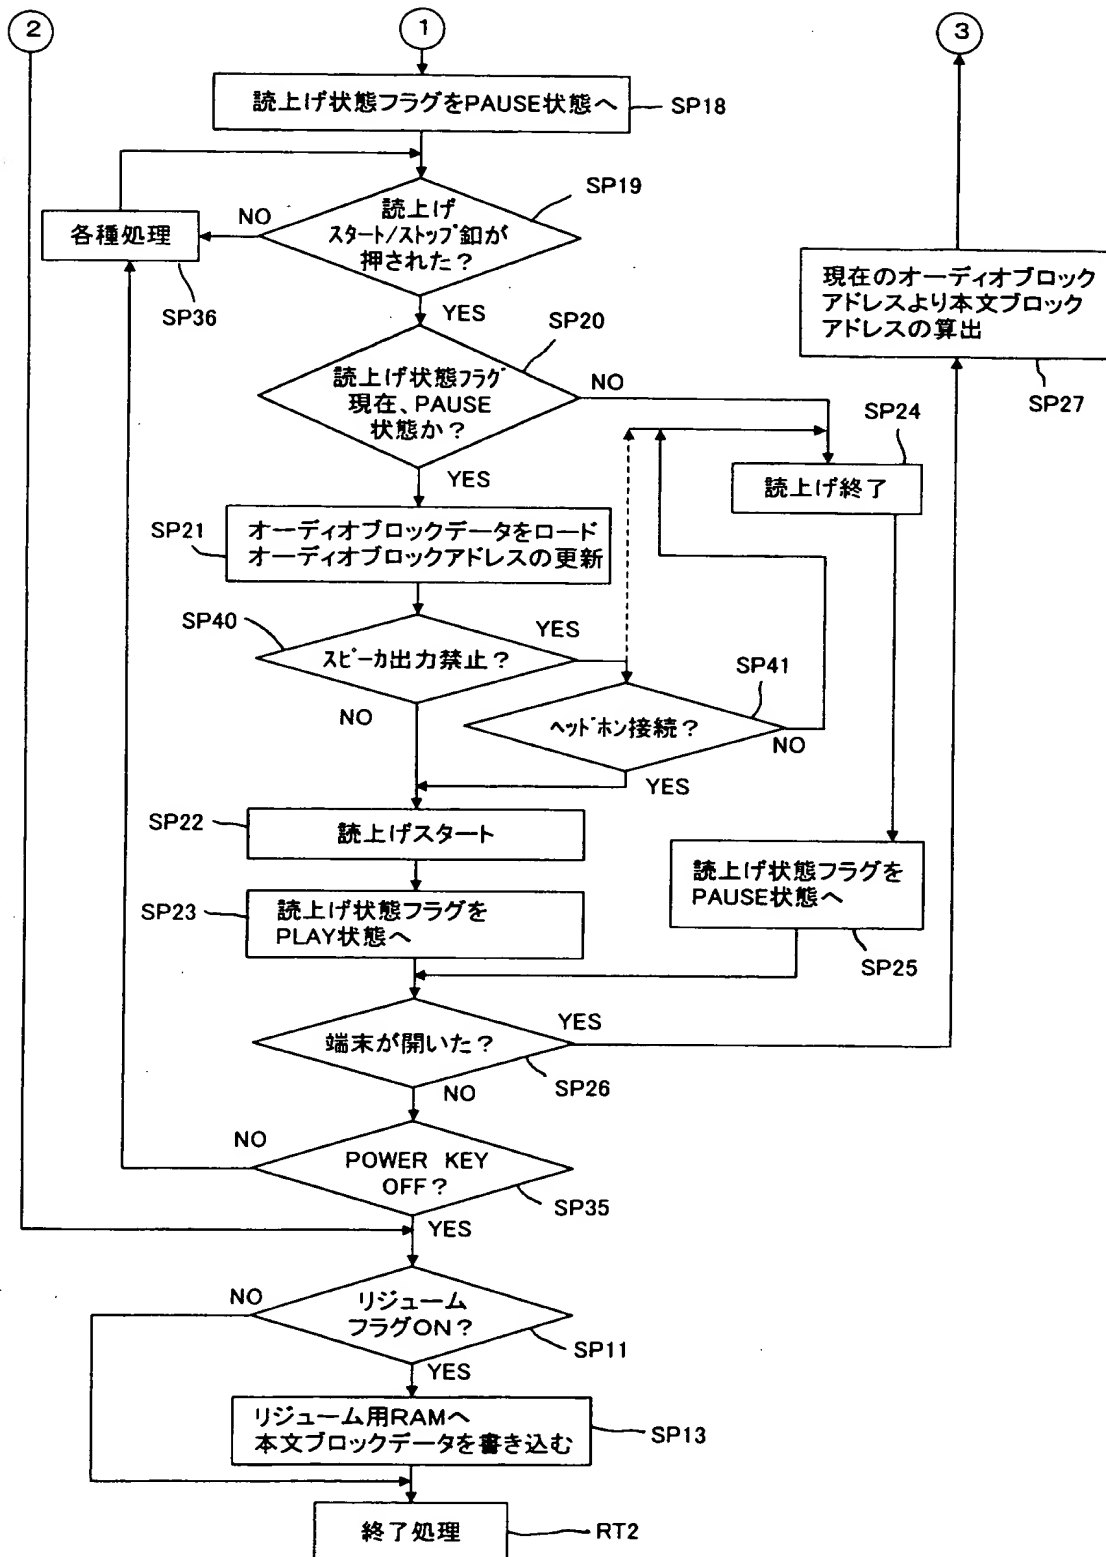 2
1
3
読上げ状態フラグをPAUSE状態へ
SP18
SP19
読上げ
スタート/ストップ釦が
押された？
NO
各種処理
SP36
YES
現在のオーディオブロック
アドレスより本文ブロック
アドレスの算出
SP27
SP20
読上げ状態フラグ
現在、PAUSE
状態か？
NO
SP24
読上げ終了
YES
SP21
オーディオブロックデータをロード
オーディオブロックアドレスの更新
SP40
スピーカ出力禁止？
YES
NO
SP41
ヘッドホン接続？
NO
YES
SP22
読上げスタート
SP23
読上げ状態フラグを
PLAY状態へ
読上げ状態フラグを
PAUSE状態へ
SP25
端末が開いた？
YES
SP26
NO
NO
POWER KEY
OFF？
SP35
YES
NO
リジューム
フラグON？
SP11
YES
リジューム用RAMへ
本文ブロックデータを書き込む
SP13
終了処理
RT2